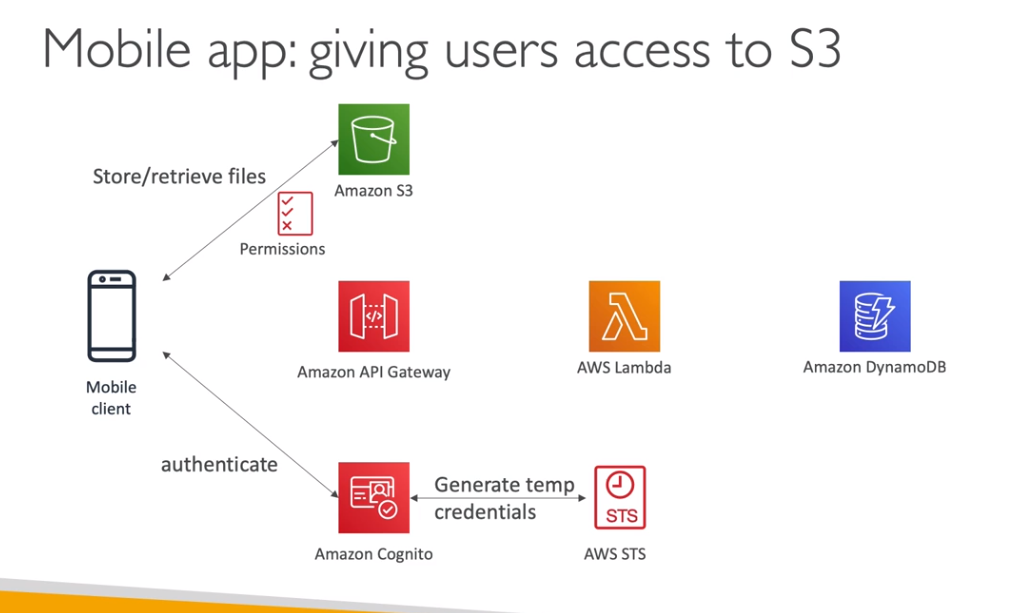 Mobile app: giving users access to S3
Store/retrieve files
Amazon S3
Permissions
Mobile
client
Amazon API Gateway
AWS Lambda
Amazon DynamoDB
authenticate
Generate temp
credentials
STS
Amazon Cognito
AWS STS